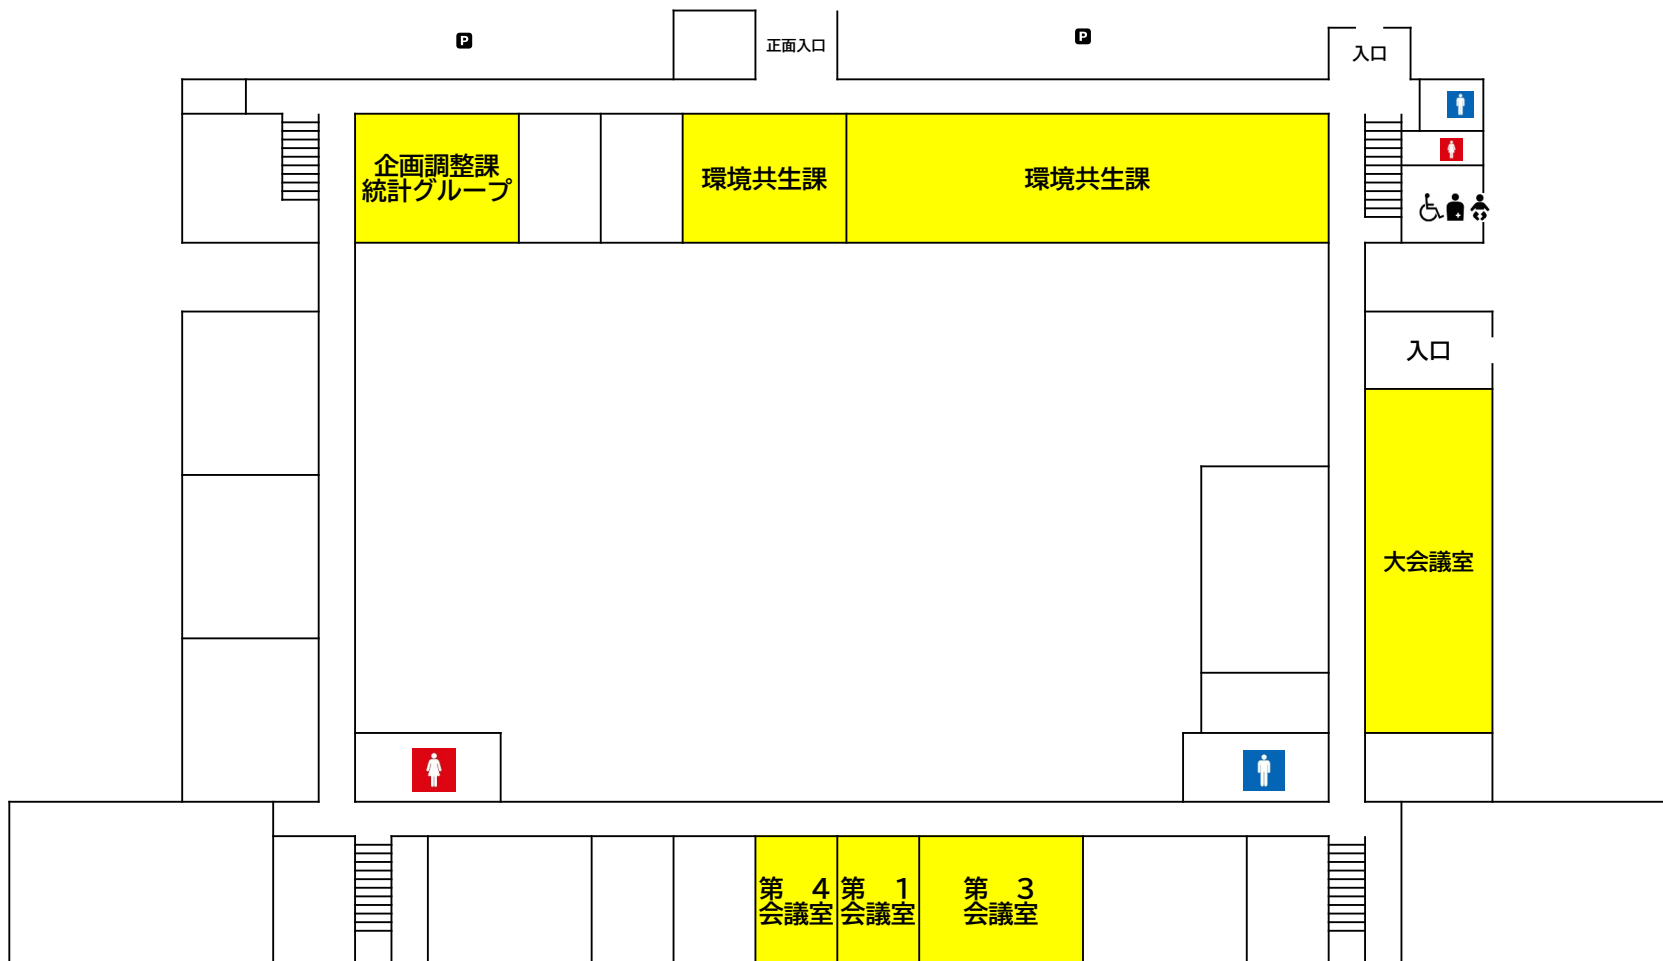 P
正面入口
P
入口
企画調整課
統計グループ
環境共生課
環境共生課
入口
大会議室
第　4
会議室
第　1
会議室
第　3
会議室